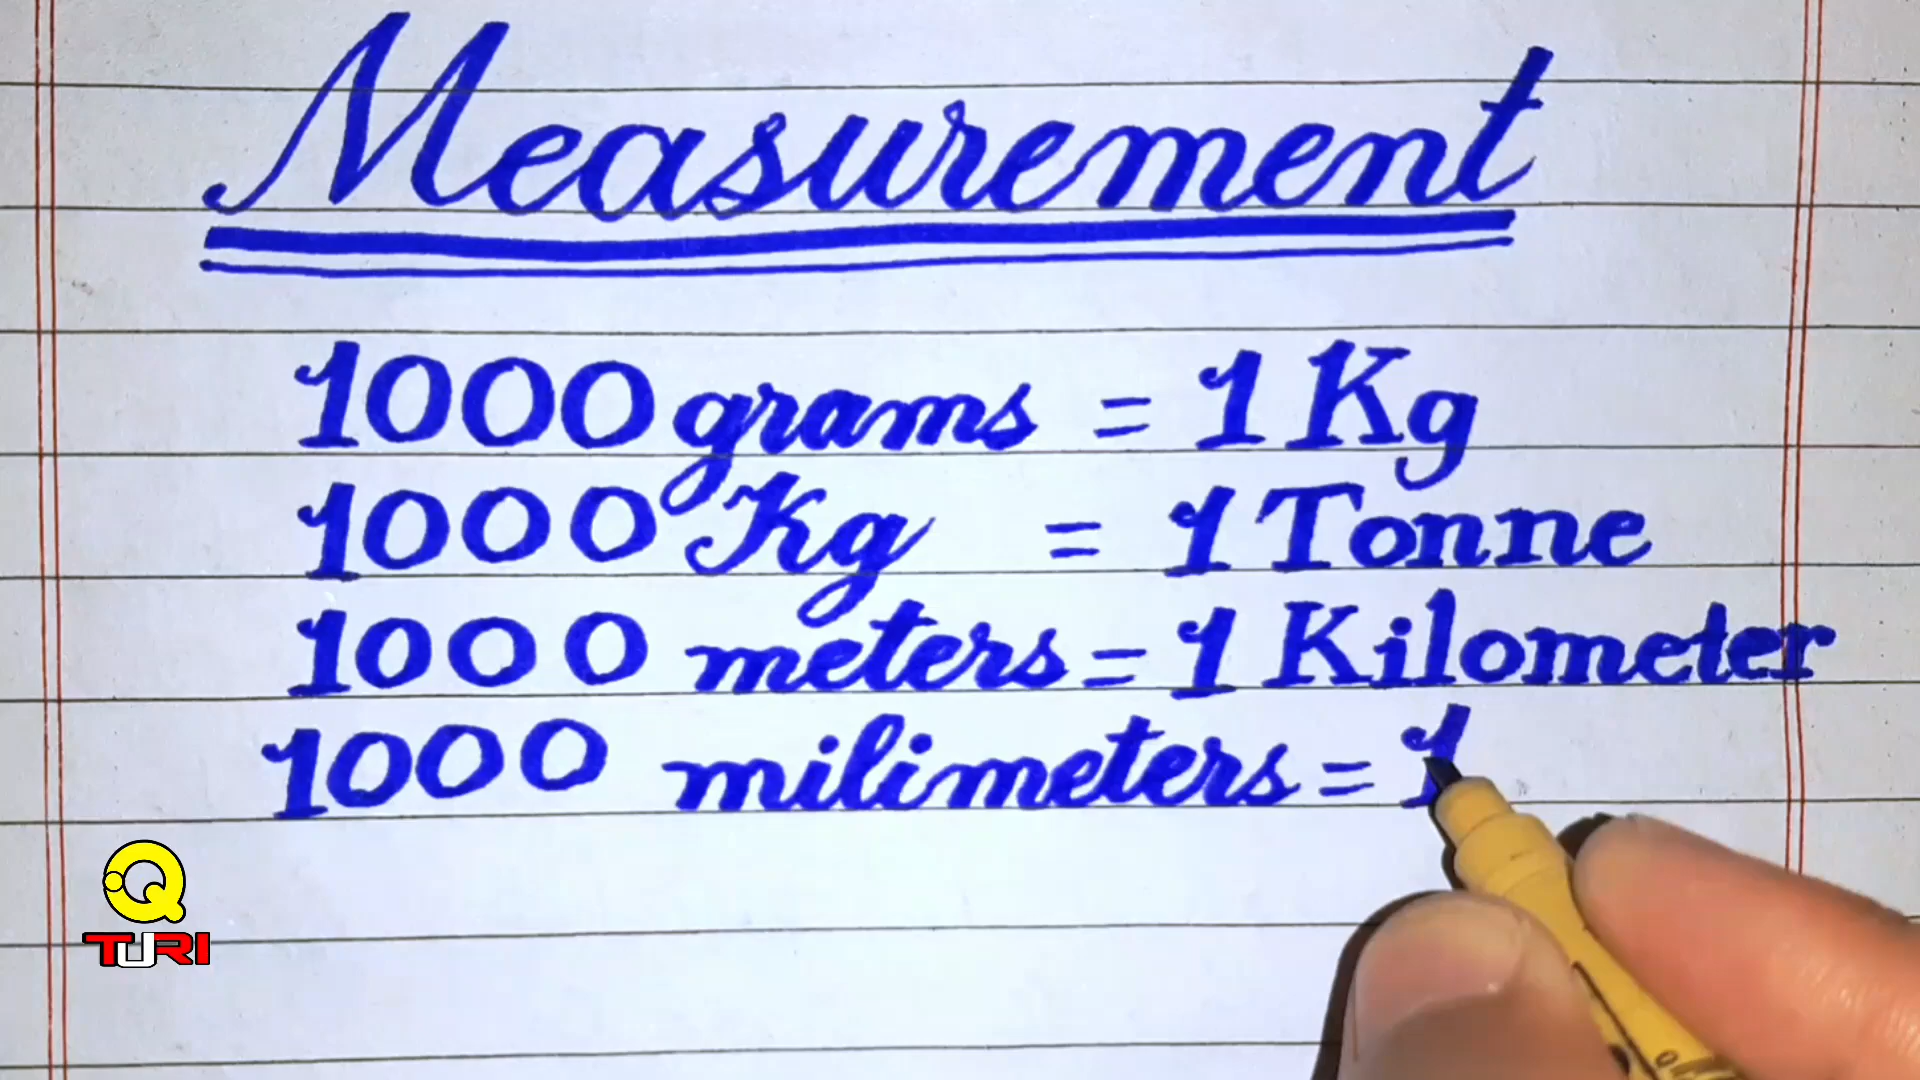 Measurement
1000 grams = 1 Kg
1000 Kg = 1 Tonne
1000 meters = 1 Kilometer
1000 milimeters = 1
Q
TURI